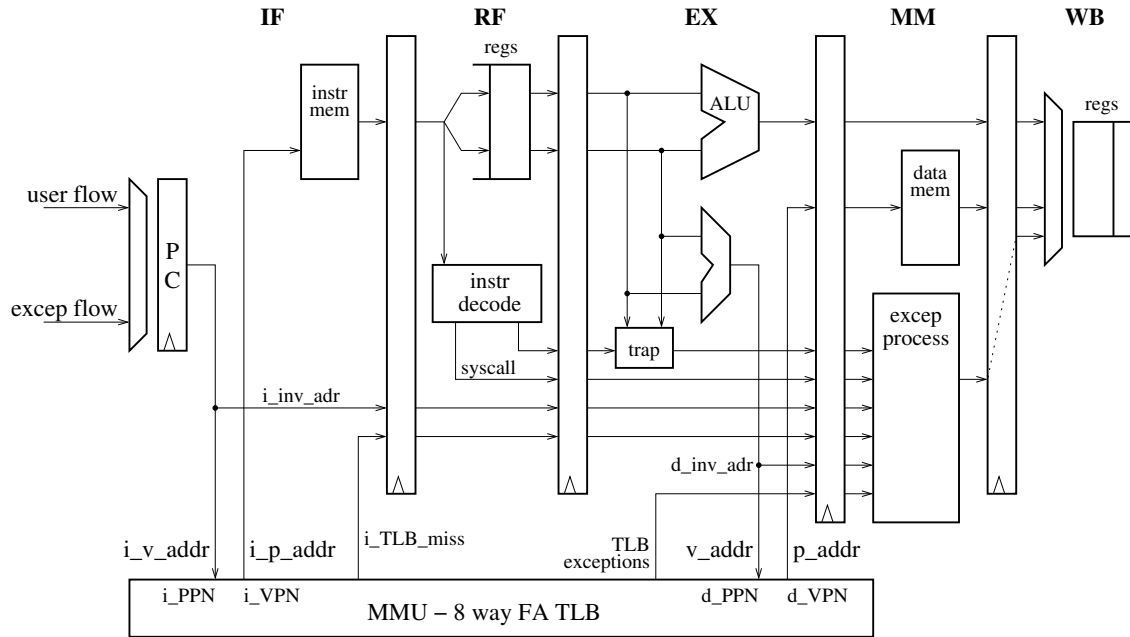 IF
RF
EX
MM
WB
regs
instr
mem
ALU
regs
data
mem
user flow
P
C
excep flow
instr
decode
excep
process
trap
syscall
i_inv_adr
d_inv_adr
i_v_addr
i_p_addr
i_TLB_miss
TLB
exceptions
v_addr
p_addr
i_PPN
i_VPN
d_PPN
d_VPN
MMU – 8 way FA TLB